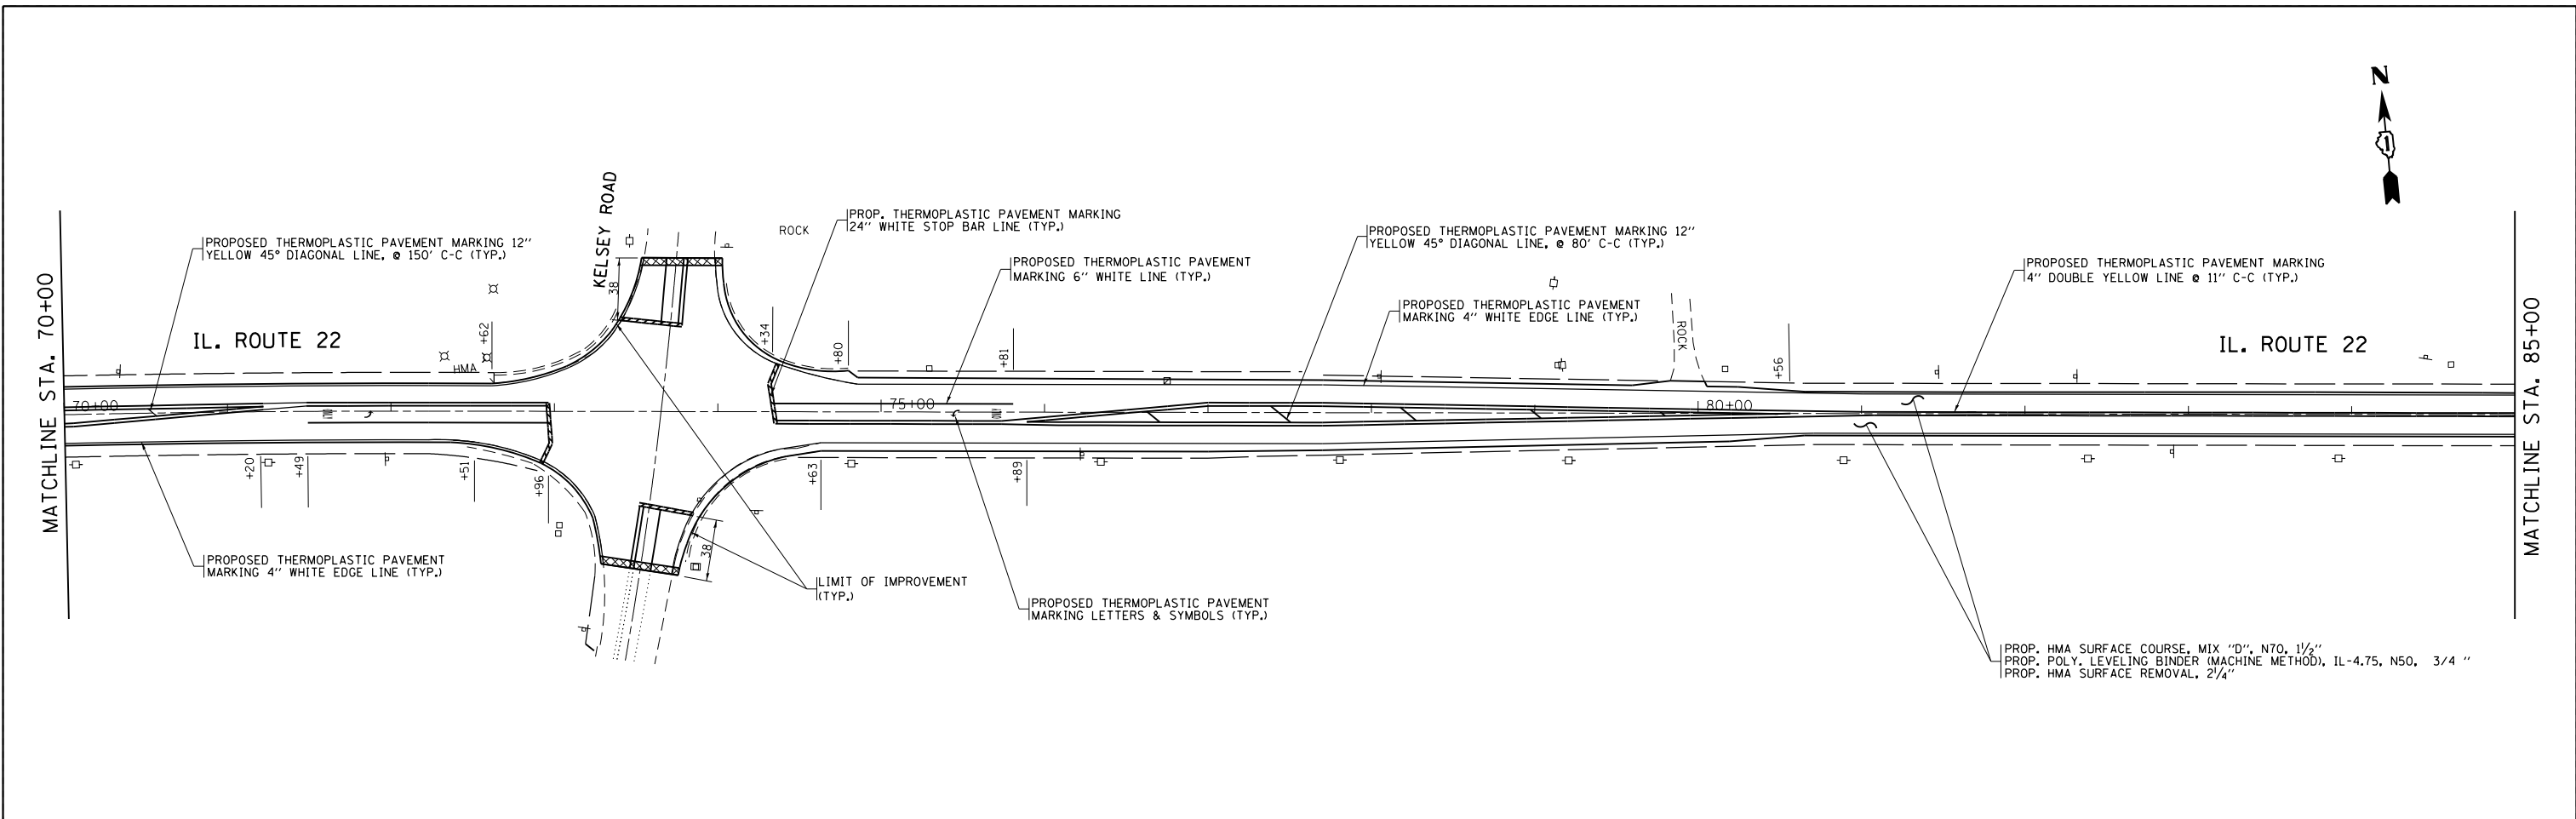 N
1
KELSEY ROAD
PROPOSED THERMOPLASTIC PAVEMENT MARKING 12"
YELLOW 45° DIAGONAL LINE, @ 150' C-C (TYP.)
PROP. THERMOPLASTIC PAVEMENT MARKING
24" WHITE STOP BAR LINE (TYP.)
ROCK
PROPOSED THERMOPLASTIC PAVEMENT
MARKING 6" WHITE LINE (TYP.)
PROPOSED THERMOPLASTIC PAVEMENT MARKING 12"
YELLOW 45° DIAGONAL LINE, @ 80' C-C (TYP.)
PROPOSED THERMOPLASTIC PAVEMENT
MARKING 4" WHITE EDGE LINE (TYP.)
PROPOSED THERMOPLASTIC PAVEMENT MARKING
4" DOUBLE YELLOW LINE @ 11" C-C (TYP.)
MATCHLINE STA. 70+00
IL. ROUTE 22
38
+62
+34
+80
+81
ROCK
+56
IL. ROUTE 22
MATCHLINE STA. 85+00
HMA
70+00
75+00
80+00
+20
+49
+51
+96
+63
+89
38
PROPOSED THERMOPLASTIC PAVEMENT
MARKING 4" WHITE EDGE LINE (TYP.)
LIMIT OF IMPROVEMENT
(TYP.)
PROPOSED THERMOPLASTIC PAVEMENT
MARKING LETTERS & SYMBOLS (TYP.)
PROP. HMA SURFACE COURSE, MIX "D", N70, 1½"
PROP. POLY. LEVELING BINDER (MACHINE METHOD), IL-4.75, N50, 3/4 "
PROP. HMA SURFACE REMOVAL, 2¼"